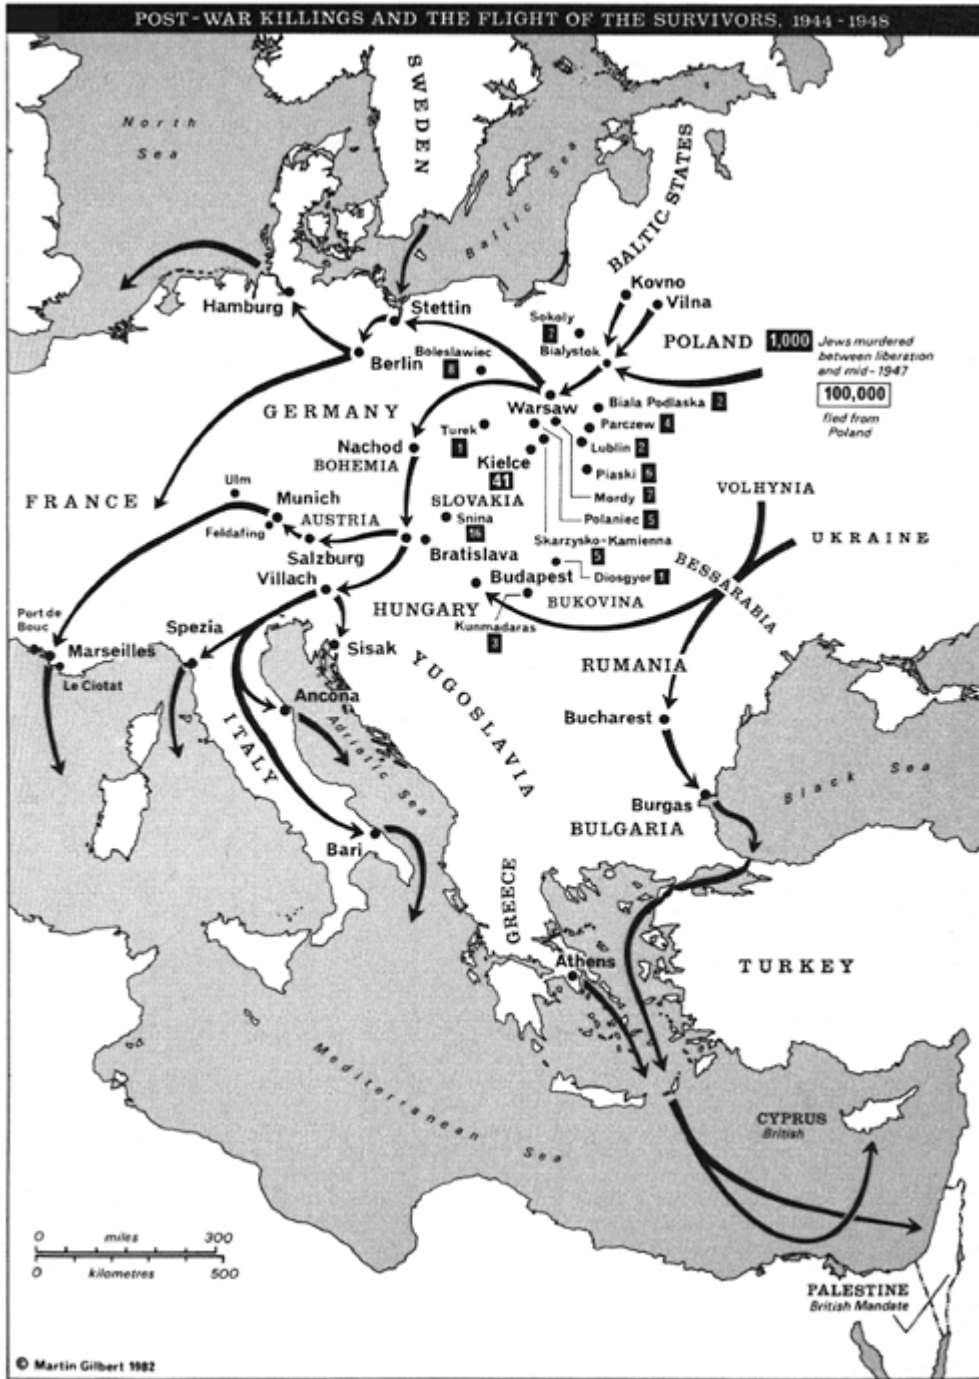 POST-WAR KILLINGS AND THE FLIGHT OF THE SURVIVORS, 1944-1948
North
Sea
SWEDEN
Baltic Sea
BALTIC STATES
Kovno
Vilna
Hamburg
Stettin
Sokoly
7
Bialystok
POLAND
1,000
Jews murdered
between liberation
and mid-1947
100,000
fled from
Poland
Berlin
Boleslawiec
8
GERMANY
Warsaw
Biala Podlaska 2
Parczew 4
Turek
1
Lublin 2
Nachod
BOHEMIA
Kielce
41
Piaski 6
Mordy 7
Polaniec 5
FRANCE
Ulm
Munich
Feldafing
AUSTRIA
Salzburg
SLOVAKIA
Snina
16
Bratislava
Skarzysko-Kamienna
5
VOLHYNIA
UKRAINE
BESSARABIA
Villach
Budapest
Diosgyor 1
HUNGARY
BUKOVINA
Kunmadaras
3
Port de
Bouc
Marseilles
Le Ciotat
Spezia
Sisak
YUGOSLAVIA
RUMANIA
Ancona
Adriatic Sea
ITALY
Bucharest
Black Sea
Burgas
BULGARIA
Bari
GREECE
Athens
TURKEY
Mediterranean Sea
CYPRUS
British
0 miles 300
0 kilometres 500
PALESTINE
British Mandate
© Martin Gilbert 1982